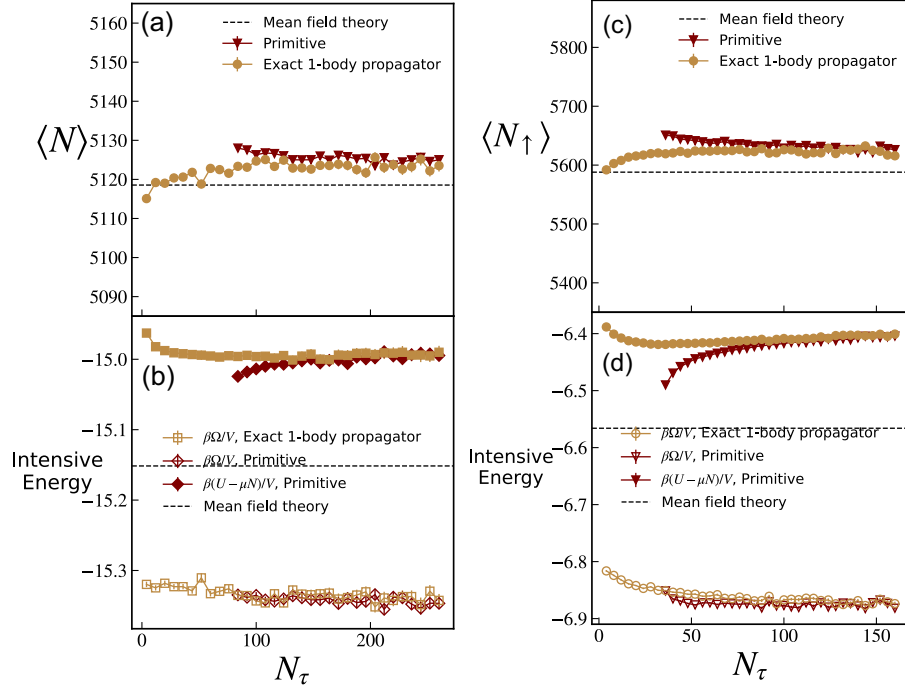 (a)
Mean field theory
Primitive
Exact 1-body propagator
⟨N⟩
5160
5150
5140
5130
5120
5110
5100
5090
(b)
−15.0
−15.1
−15.2
−15.3
Intensive
Energy
βΩ/V, Exact 1-body propagator
βΩ/V, Primitive
β(U − μN)/V, Primitive
Mean field theory
0
100
200
N_τ
(c)
Mean field theory
Primitive
Exact 1-body propagator
⟨N_↑⟩
5800
5700
5600
5500
5400
(d)
−6.4
−6.5
−6.6
−6.7
−6.8
−6.9
Intensive
Energy
βΩ/V, Exact 1-body propagator
βΩ/V, Primitive
β(U − μN)/V, Primitive
Mean field theory
0
50
100
150
N_τ